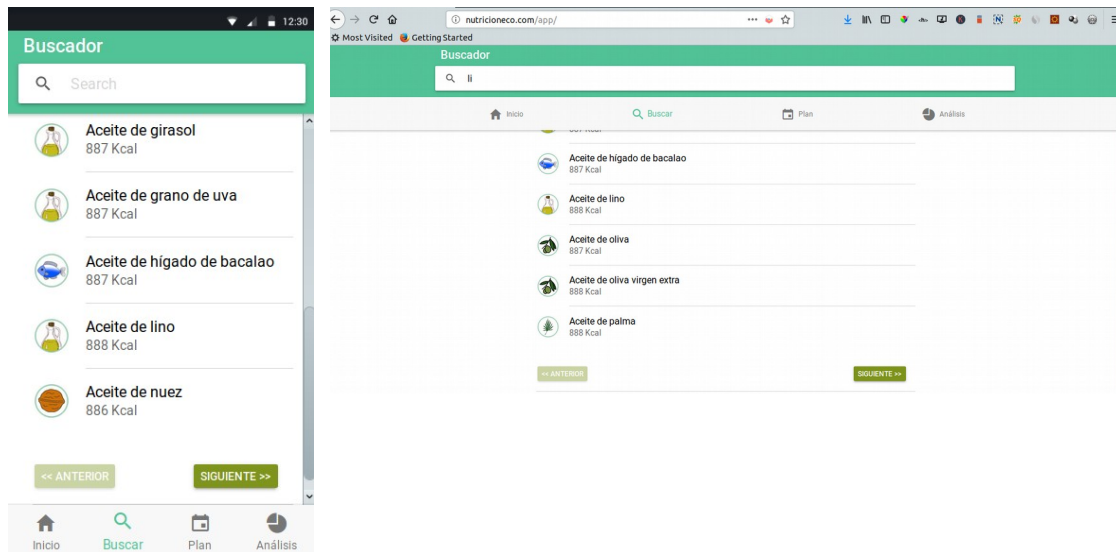 12:30
Buscador
Search
Aceite de girasol
887 Kcal
Aceite de grano de uva
887 Kcal
Aceite de hígado de bacalao
887 Kcal
Aceite de lino
888 Kcal
Aceite de nuez
886 Kcal
<< ANTERIOR
SIGUIENTE >>
Inicio
Buscar
Plan
Análisis
nutricioneco.com/app/
Most Visited
Getting Started
Buscador
li
Inicio
Buscar
Plan
Análisis
887 Kcal
Aceite de hígado de bacalao
887 Kcal
Aceite de lino
888 Kcal
Aceite de oliva
887 Kcal
Aceite de oliva virgen extra
888 Kcal
Aceite de palma
888 Kcal
<< ANTERIOR
SIGUIENTE >>